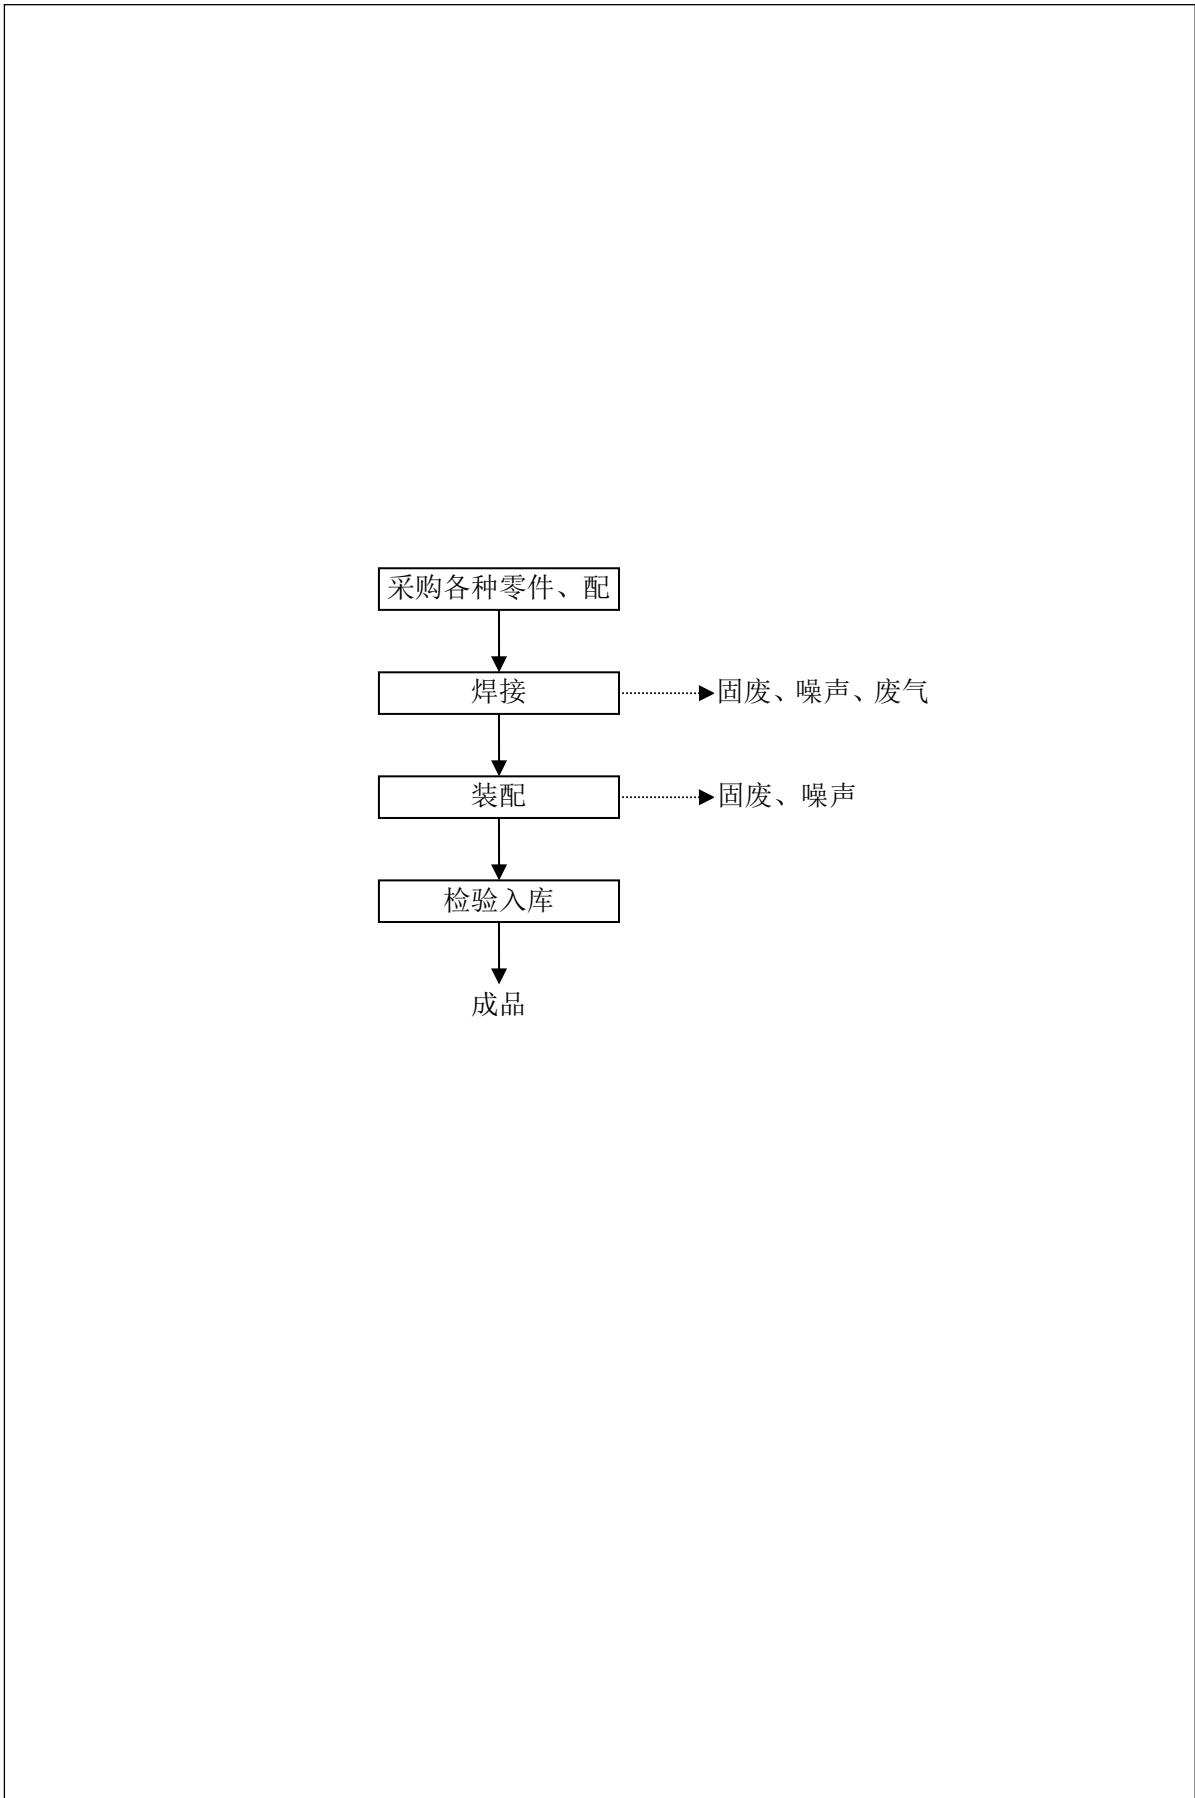 采购各种零件、配
焊接
固废、噪声、废气
装配
固废、噪声
检验入库
成品